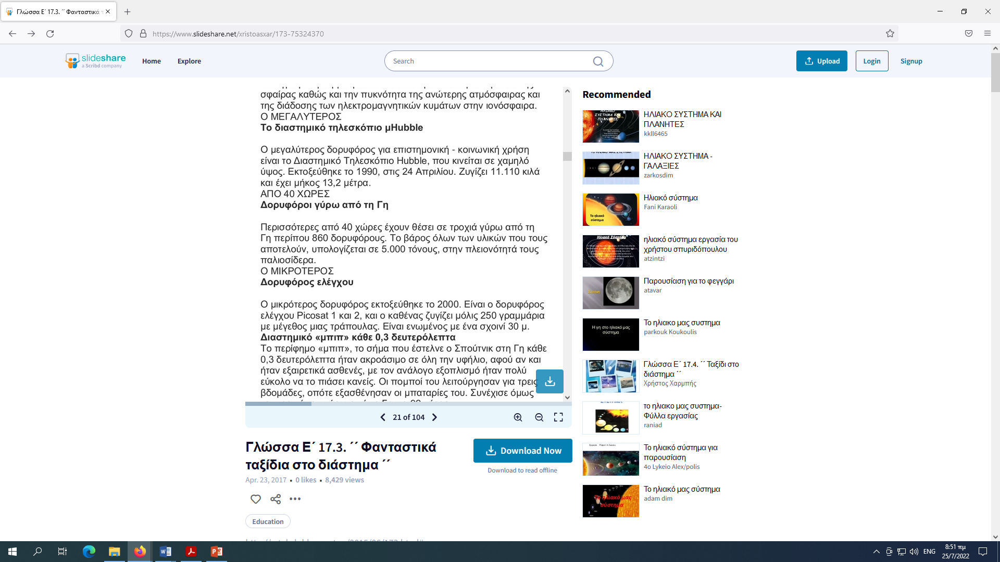 Γλώσσα Ε΄ 17.3. ΄΄ Φανταστικά τ
https://www.slideshare.net/xristoasxar/173-75324370
slideshare
a Scribd company
Home
Explore
Search
Upload
Login
Signup
σφαίρας καθώς και την πυκνότητα της ανώτερης ατμόσφαιρας και
της διάδοσης των ηλεκτρομαγνητικών κυμάτων στην ιονόσφαιρα.
Ο ΜΕΓΑΛΥΤΕΡΟΣ
Το διαστημικό τηλεσκόπιο μHubble
Ο μεγαλύτερος δορυφόρος για επιστημονική - κοινωνική χρήση
είναι το Διαστημικό Τηλεσκόπιο Hubble, που κινείται σε χαμηλό
ύψος. Εκτοξεύθηκε το 1990, στις 24 Απριλίου. Ζυγίζει 11.110 κιλά
και έχει μήκος 13,2 μέτρα.
ΑΠΟ 40 ΧΩΡΕΣ
Δορυφόροι γύρω από τη Γη
Περισσότερες από 40 χώρες έχουν θέσει σε τροχιά γύρω από τη
Γη περίπου 860 δορυφόρους. Το βάρος όλων των υλικών που τους
αποτελούν, υπολογίζεται σε 5.000 τόνους, στην πλειονότητά τους
παλιοσίδερα.
Ο ΜΙΚΡΟΤΕΡΟΣ
Δορυφόρος ελέγχου
Ο μικρότερος δορυφόρος εκτοξεύθηκε το 2000. Είναι ο δορυφόρος
ελέγχου Picosat 1 και 2, και ο καθένας ζυγίζει μόλις 250 γραμμάρια
με μέγεθος μιας τράπουλας. Είναι ενωμένος με ένα σχοινί 30 μ.
Διαστημικό «μπιπ» κάθε 0,3 δευτερόλεπτα
Το περίφημο «μπιπ», το σήμα που έστελνε ο Σπούτνικ στη Γη κάθε
0,3 δευτερόλεπτα ήταν ακροάσιμο σε όλη την υφήλιο, αφού αν και
ήταν εξαιρετικά ασθενές, με τον ανάλογο εξοπλισμό ήταν πολύ
εύκολο να το πιάσει κανείς. Οι πομποί του λειτούργησαν για τρεις
βδομάδες, οπότε εξασθένησαν οι μπαταρίες του. Συνέχισε όμως
21 of 104
Γλώσσα Ε΄ 17.3. ΄΄ Φανταστικά
ταξίδια στο διάστημα ΄΄
Apr. 23, 2017 • 0 likes • 8,429 views
Download Now
Download to read offline
Education
Recommended
ΗΛΙΑΚΟ ΣΥΣΤΗΜΑ ΚΑΙ
ΠΛΑΝΗΤΕΣ
kkll6465
ΗΛΙΑΚΟ ΣΥΣΤΗΜΑ -
ΓΑΛΑΞΙΕΣ
zarkosdim
Το ηλιακό
σύστημα
Ηλιακό σύστημα
Fani Karaoli
Ηλιακό Σύστημα
ηλιακό σύστημα εργασία του
χρήστου σπυριδόπουλου
atzintzi
Παρουσίαση για το φεγγάρι
atavar
Η γη στο ηλιακό μας
σύστημα
Το ηλιακο μας συστημα
parkouk Koukoulis
Γλώσσα Ε΄ 17.4. ΄΄ Ταξίδι στο
διάστημα ΄΄
Χρήστος Χαρμπής
το ηλιακο μας συστημα-
Φύλλα εργασίας
raniad
Το ηλιακό σύστημα για
παρουσίαση
4o Lykeio Alex/polis
Το ηλιακό μας
σύστημα
Το ηλιακό μας σύστημα
adam dim
ENG
8:51 πμ
25/7/2022